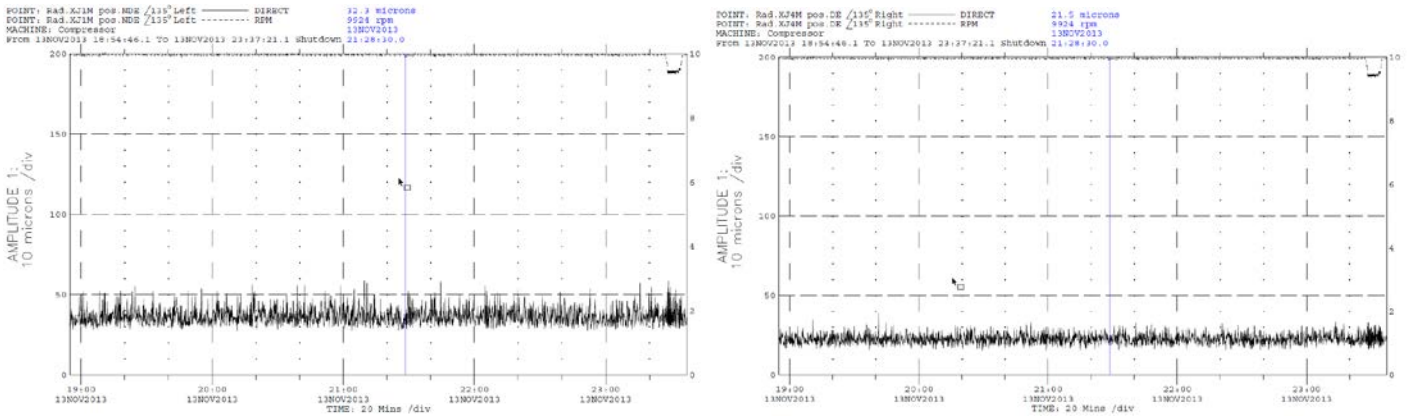 POINT: Rad.XJ1M pos.NDE ∠135° Left ——— DIRECT 32.3 microns
POINT: Rad.XJ1M pos.NDE ∠135° Left ------- RPM 9924 rpm
MACHINE: Compressor 13NOV2013
From 13NOV2013 18:54:46.1 To 13NOV2013 23:37:21.1 Shutdown 21:28:30.0
200
150
100
50
0
10
8
6
4
2
0
AMPLITUDE 1:
10 microns /div
19:00 20:00 21:00 22:00 23:00
13NOV2013 13NOV2013 13NOV2013 13NOV2013 13NOV2013
TIME: 20 Mins /div
POINT: Rad.XJ4M pos.DE ∠135° Right ——— DIRECT 21.5 microns
POINT: Rad.XJ4M pos.DE ∠135° Right ------- RPM 9924 rpm
MACHINE: Compressor 13NOV2013
From 13NOV2013 18:54:46.1 To 13NOV2013 23:37:21.1 Shutdown 21:28:30.0
200
150
100
50
0
10
8
6
4
2
0
AMPLITUDE 1:
10 microns /div
19:00 20:00 21:00 22:00 23:00
13NOV2013 13NOV2013 13NOV2013 13NOV2013 13NOV2013
TIME: 20 Mins /div